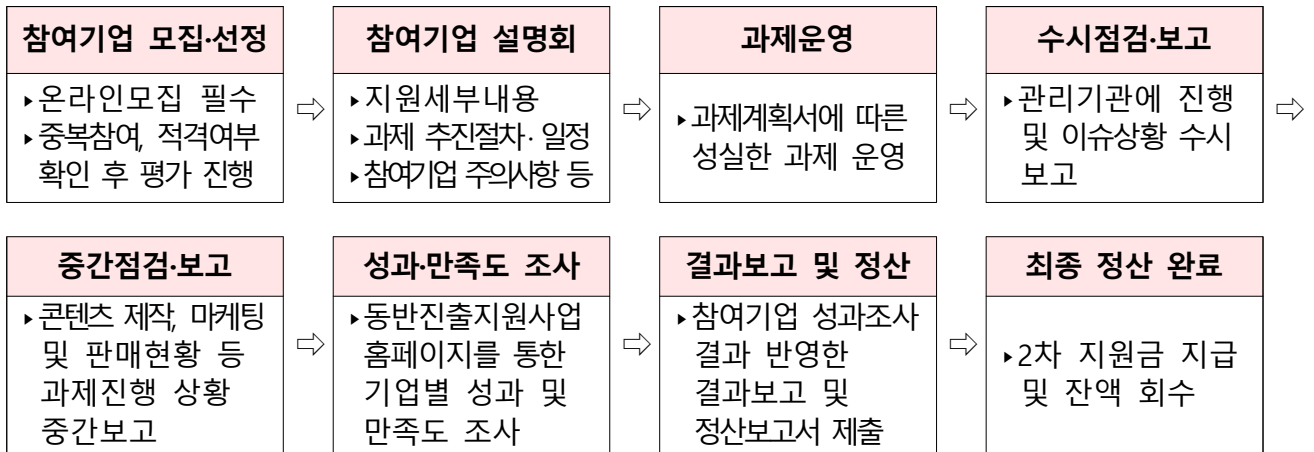 참여기업 모집·선정
▸온라인모집 필수
▸중복참여, 적격여부
확인 후 평가 진행
⇨
참여기업 설명회
▸지원세부내용
▸과제 추진절차·일정
▸참여기업 주의사항 등
⇨
과제운영
▸과제계획서에 따른
성실한 과제 운영
⇨
수시점검·보고
▸관리기관에 진행
및 이슈상황 수시
보고
⇨
중간점검·보고
▸콘텐츠 제작, 마케팅
및 판매현황 등
과제진행 상황
중간보고
⇨
성과·만족도 조사
▸동반진출지원사업
홈페이지를 통한
기업별 성과 및
만족도 조사
⇨
결과보고 및 정산
▸참여기업 성과조사
결과 반영한
결과보고 및
정산보고서 제출
⇨
최종 정산 완료
▸2차 지원금 지급
및 잔액 회수